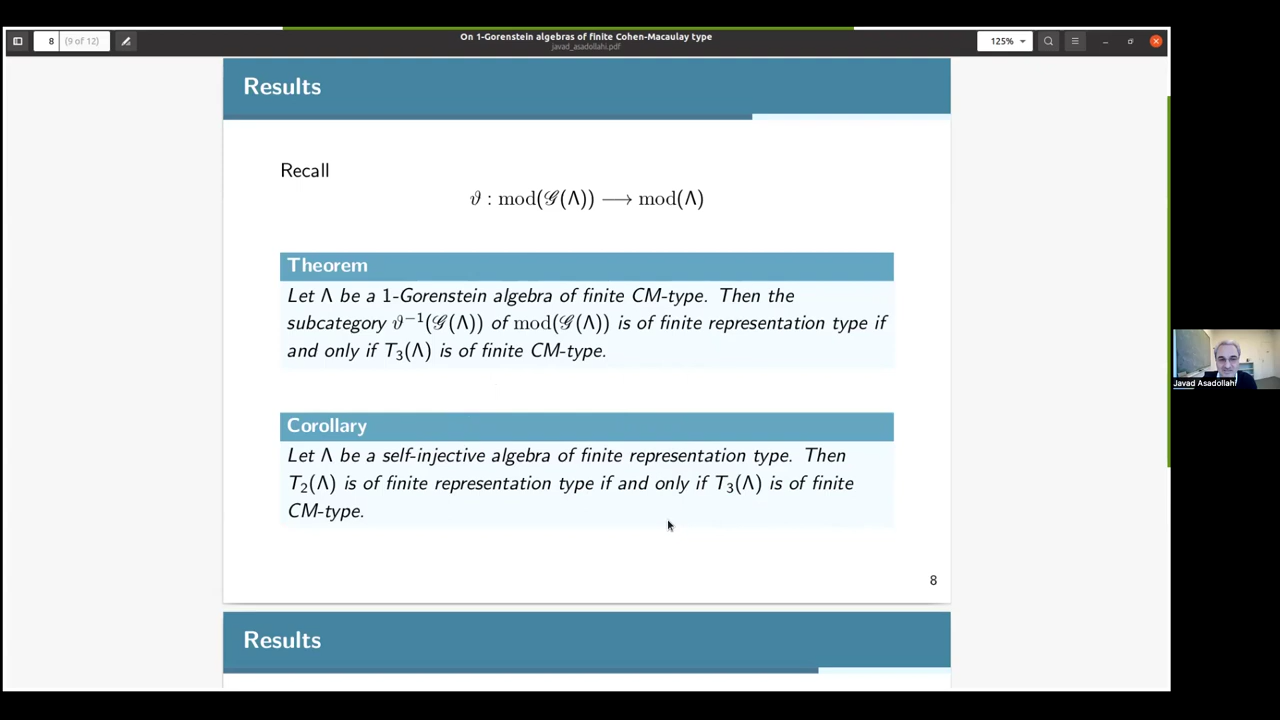 On 1-Gorenstein algebras of finite Cohen-Macaulay type
javad_asadollahi.pdf
8 (9 of 12)
125%
Results
Recall
ϑ : mod(𝒢(Λ)) ⟶ mod(Λ)
Theorem
Let Λ be a 1-Gorenstein algebra of finite CM-type. Then the
subcategory ϑ⁻¹(𝒢(Λ)) of mod(𝒢(Λ)) is of finite representation type if
and only if T₃(Λ) is of finite CM-type.
Corollary
Let Λ be a self-injective algebra of finite representation type. Then
T₂(Λ) is of finite representation type if and only if T₃(Λ) is of finite
CM-type.
8
Results
Javad Asadollahi